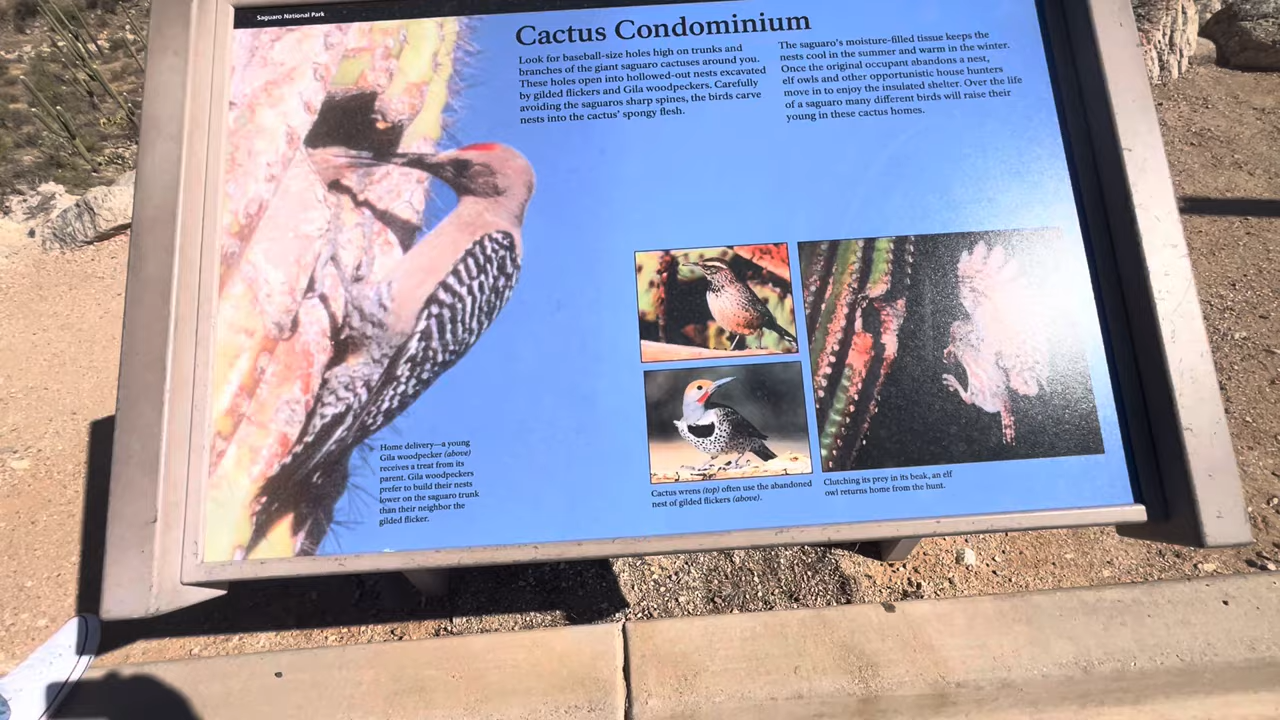 Saguaro National Park
Cactus Condominium
Look for baseball-size holes high on trunks and
branches of the giant saguaro cactuses around you.
These holes open into hollowed-out nests excavated
by gilded flickers and Gila woodpeckers. Carefully
avoiding the saguaros sharp spines, the birds carve
nests into the cactus' spongy flesh.
The saguaro's moisture-filled tissue keeps the
nests cool in the summer and warm in the winter.
Once the original occupant abandons a nest,
elf owls and other opportunistic house hunters
move in to enjoy the insulated shelter. Over the life
of a saguaro many different birds will raise their
young in these cactus homes.
Home delivery—a young
Gila woodpecker (above)
receives a treat from its
parent. Gila woodpeckers
prefer to build their nests
lower on the saguaro trunk
than their neighbor the
gilded flicker.
Cactus wrens (top) often use the abandoned
nest of gilded flickers (above).
Clutching its prey in its beak, an elf
owl returns home from the hunt.